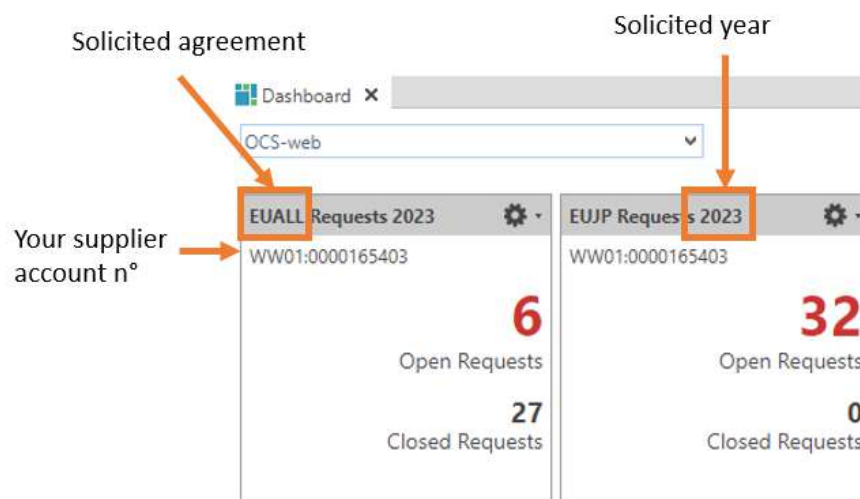 Solicited agreement
Solicited year
Dashboard
OCS-web
EUALL Requests 2023
EUJP Requests 2023
Your supplier
account n°
WW01:0000165403
WW01:0000165403
6
32
Open Requests
Open Requests
27
0
Closed Requests
Closed Requests